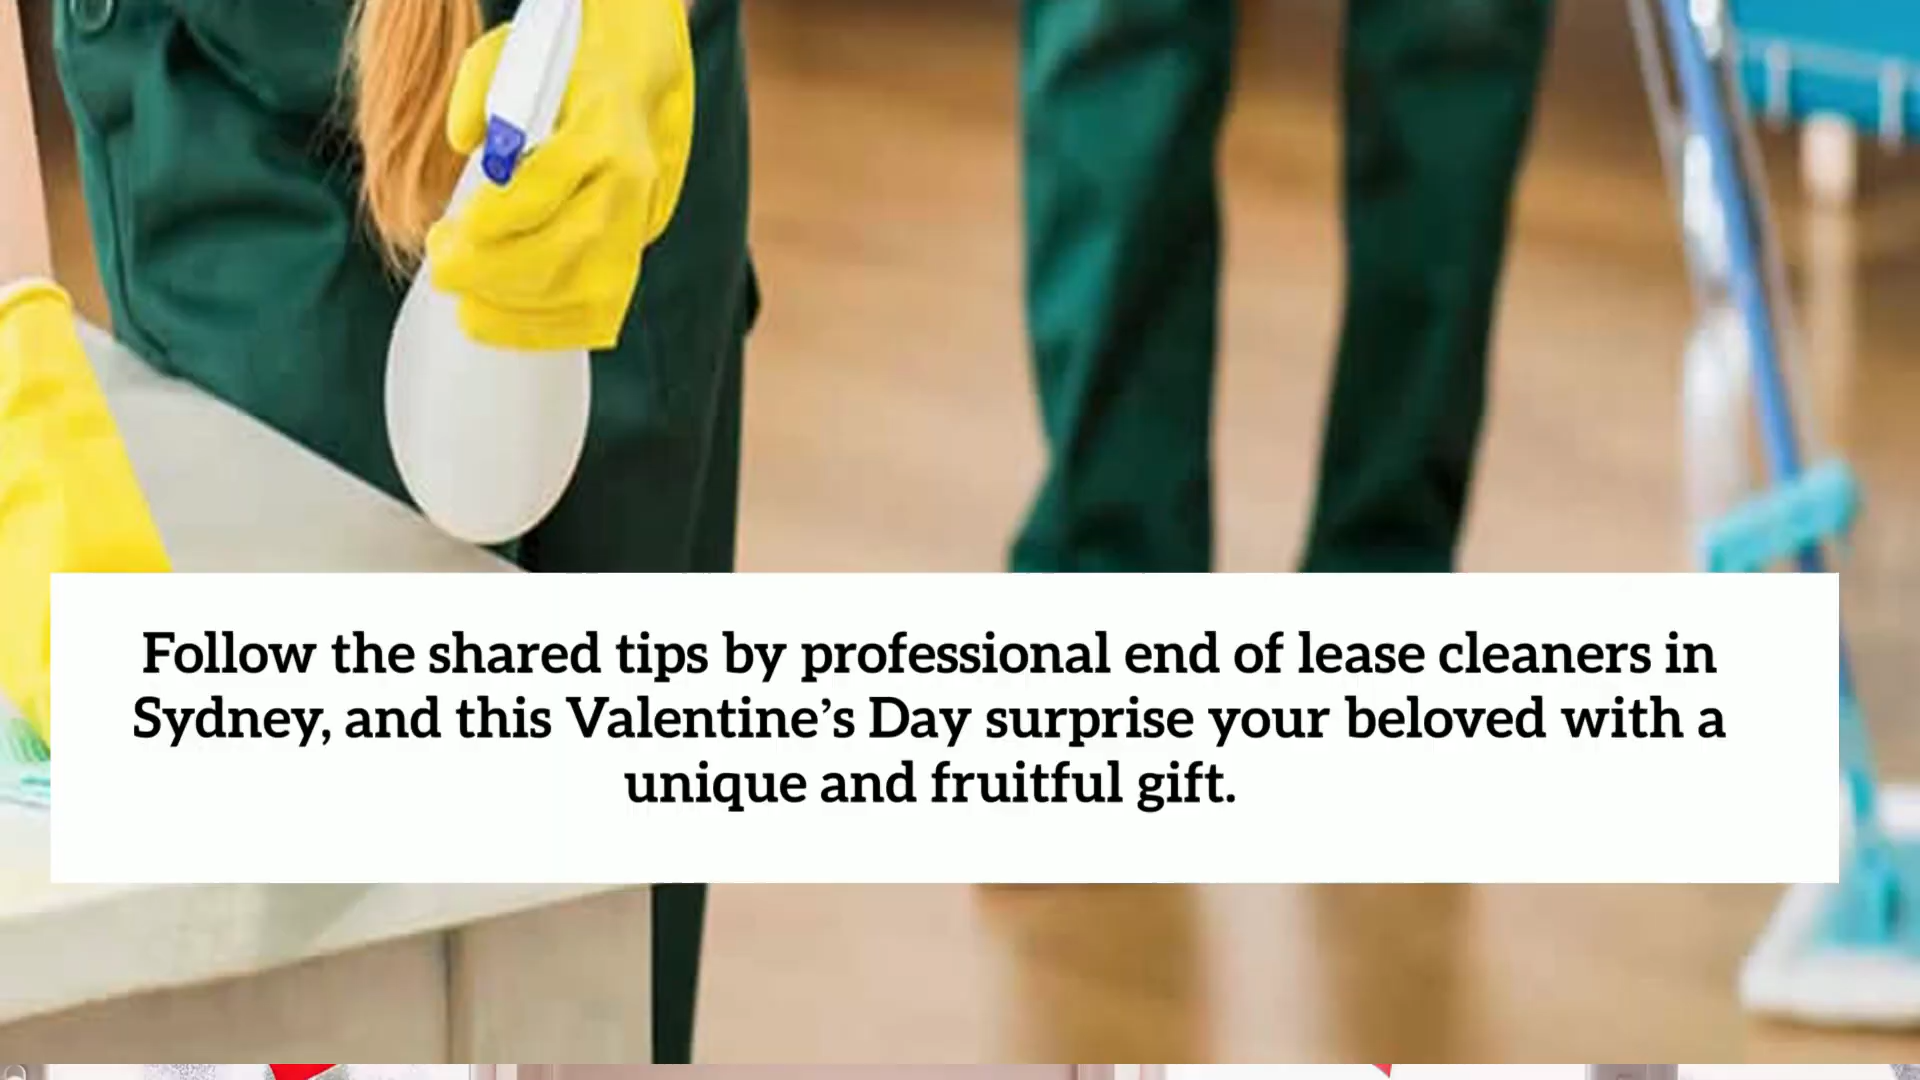 Follow the shared tips by professional end of lease cleaners in
Sydney, and this Valentine’s Day surprise your beloved with a
unique and fruitful gift.